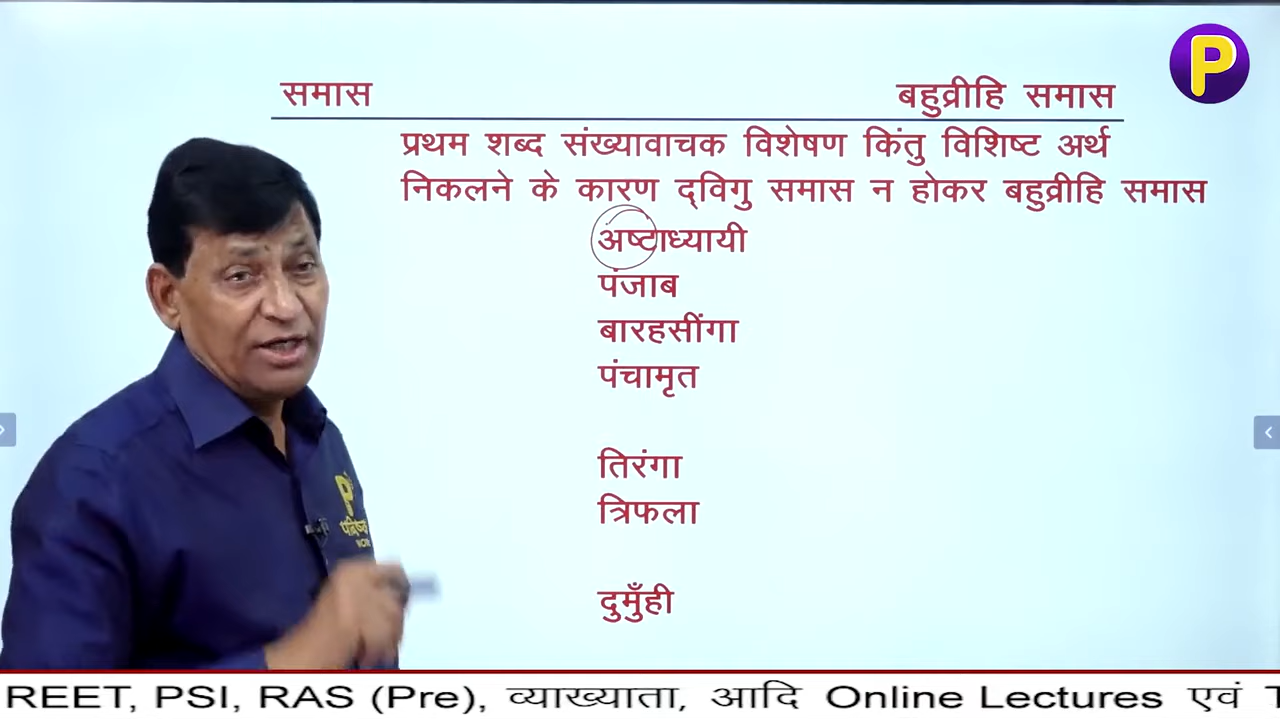 P
समास बहुव्रीहि समास
प्रथम शब्द संख्यावाचक विशेषण किंतु विशिष्ट अर्थ
निकलने के कारण द्विगु समास न होकर बहुव्रीहि समास
अष्टाध्यायी
पंजाब
बारहसींगा
पंचामृत
तिरंगा
त्रिफला
दुमुँही
REET, PSI, RAS (Pre), व्याख्याता, आदि Online Lectures एवं